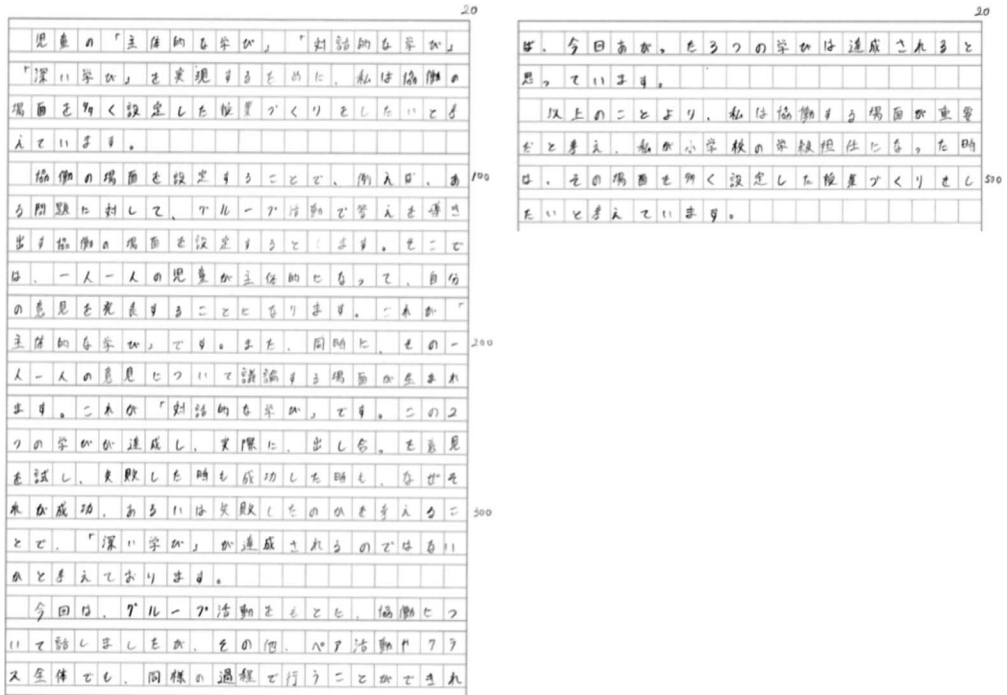 20
児童の「主体的な学び」「対話的な学び」
「深い学び」を実現するために、私は協働の
場面を多く設定した授業づくりをしたいと考
えています。
協働の場面を設定することで、例えば、あ
100
る問題に対して、グループ活動で答えを導き
出す協働の場面を設定するとします。そこで
は、一人一人の児童が主体的になって、自分
の意見を発表することになります。これが「
主体的な学び」です。また、同時に、その一
200
人一人の意見について議論する場面が生まれ
ます。これが「対話的な学び」です。この2
つの学びが達成し、実際に、出し合った意見
を試し、失敗した時も成功した時も、なぜそ
れが成功、あるいは失敗したのかを考えるこ
300
とで、「深い学び」が達成されるのではない
かと考えております。
今回は、グループ活動をもとに、協働につ
いて話しましたが、その他、ペア活動やクラ
ス全体でも、同様の過程で行うことができれ
20
ば、今日あがった3つの学びは達成されると
思っています。
以上のことより、私は協働する場面が重要
だと考え、私が小学校の学級担任になった時
は、その場面を多く設定した授業づくりをし
500
たいと考えています。